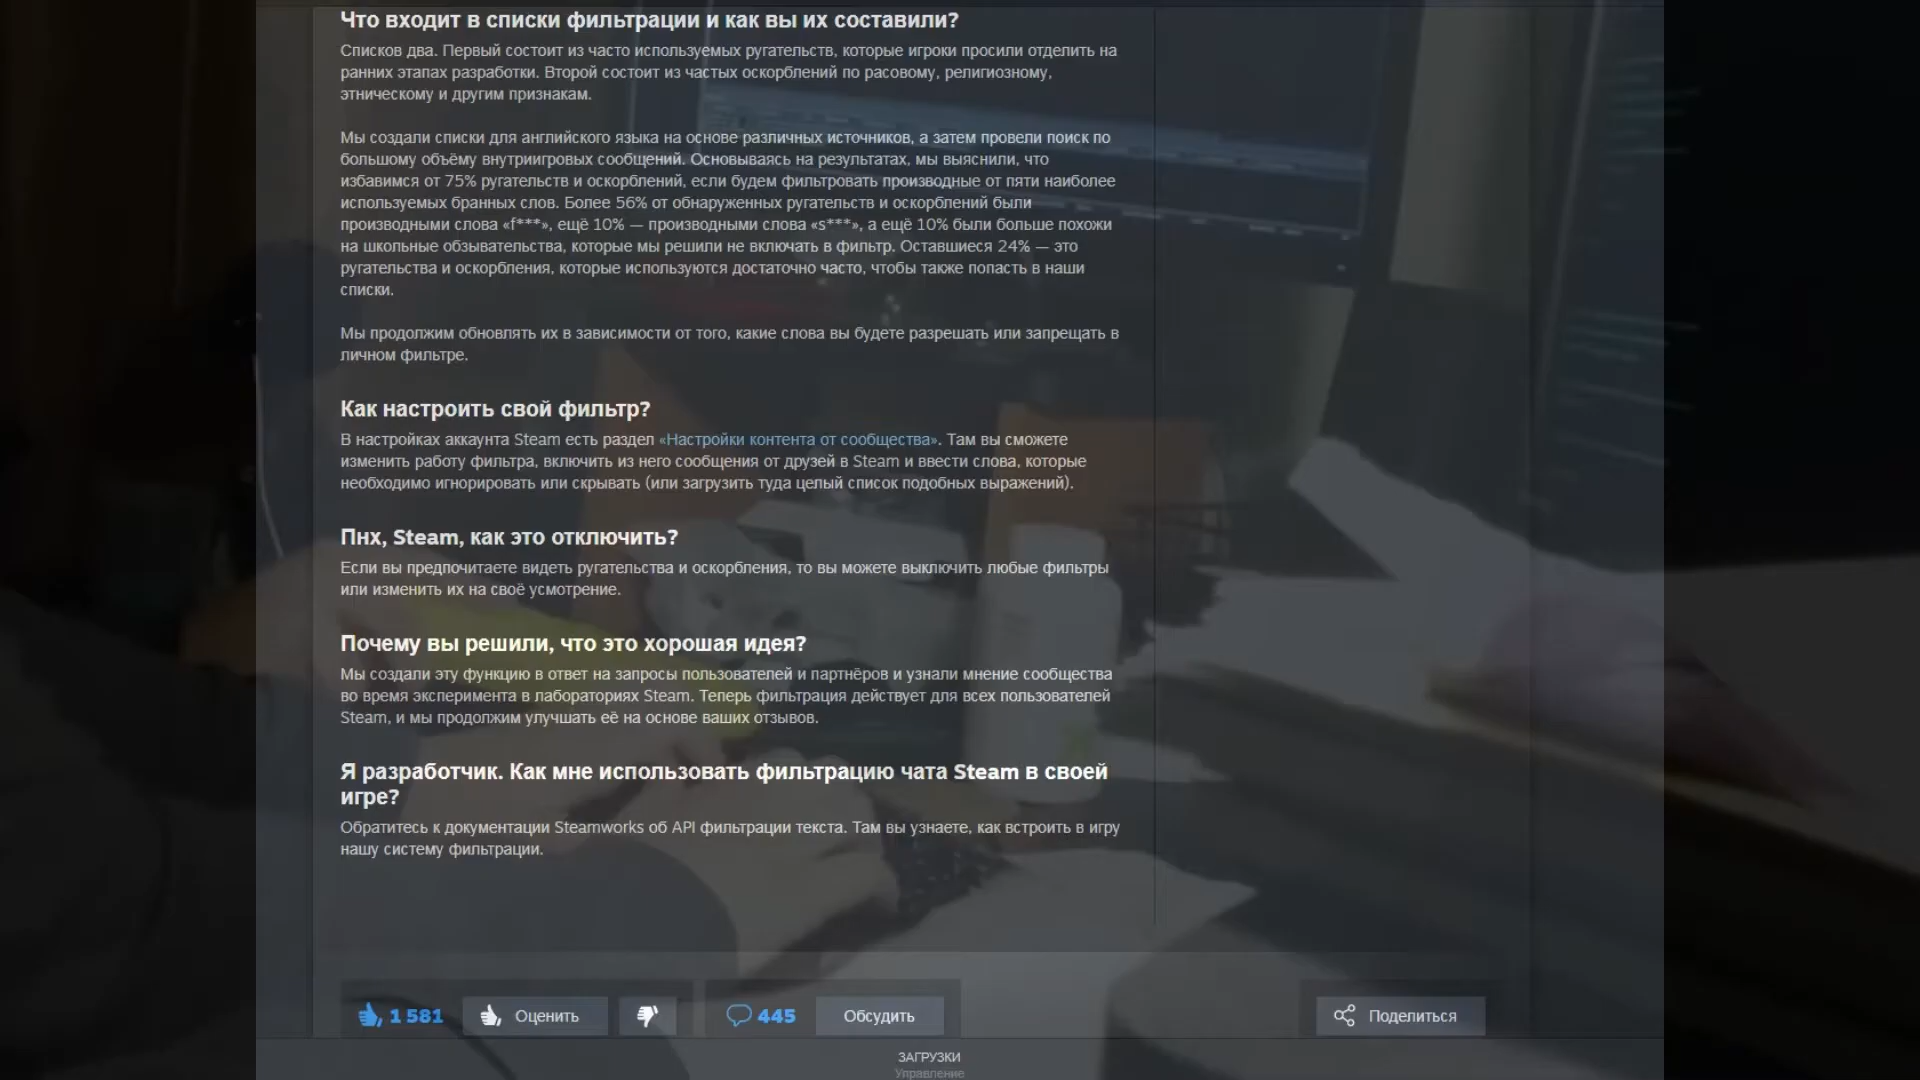 Что входит в списки фильтрации и как вы их составили?
Списков два. Первый состоит из часто используемых ругательств, которые игроки просили отделить на
ранних этапах разработки. Второй состоит из частых оскорблений по расовому, религиозному,
этническому и другим признакам.
Мы создали списки для английского языка на основе различных источников, а затем провели поиск по
большому объёму внутриигровых сообщений. Основываясь на результатах, мы выяснили, что
избавимся от 75% ругательств и оскорблений, если будем фильтровать производные от пяти наиболее
используемых бранных слов. Более 56% от обнаруженных ругательств и оскорблений были
производными слова «f***», ещё 10% — производными слова «s***», а ещё 10% были больше похожи
на школьные обзывательства, которые мы решили не включать в фильтр. Оставшиеся 24% — это
ругательства и оскорбления, которые используются достаточно часто, чтобы также попасть в наши
списки.
Мы продолжим обновлять их в зависимости от того, какие слова вы будете разрешать или запрещать в
личном фильтре.
Как настроить свой фильтр?
В настройках аккаунта Steam есть раздел «Настройки контента от сообщества». Там вы сможете
изменить работу фильтра, включить из него сообщения от друзей в Steam и ввести слова, которые
необходимо игнорировать или скрывать (или загрузить туда целый список подобных выражений).
Пнх, Steam, как это отключить?
Если вы предпочитаете видеть ругательства и оскорбления, то вы можете выключить любые фильтры
или изменить их на своё усмотрение.
Почему вы решили, что это хорошая идея?
Мы создали эту функцию в ответ на запросы пользователей и партнёров и узнали мнение сообщества
во время эксперимента в лабораториях Steam. Теперь фильтрация действует для всех пользователей
Steam, и мы продолжим улучшать её на основе ваших отзывов.
Я разработчик. Как мне использовать фильтрацию чата Steam в своей
игре?
Обратитесь к документации Steamworks об API фильтрации текста. Там вы узнаете, как встроить в игру
нашу систему фильтрации.
1 581 Оценить 445 Обсудить Поделиться
ЗАГРУЗКИ
Управление